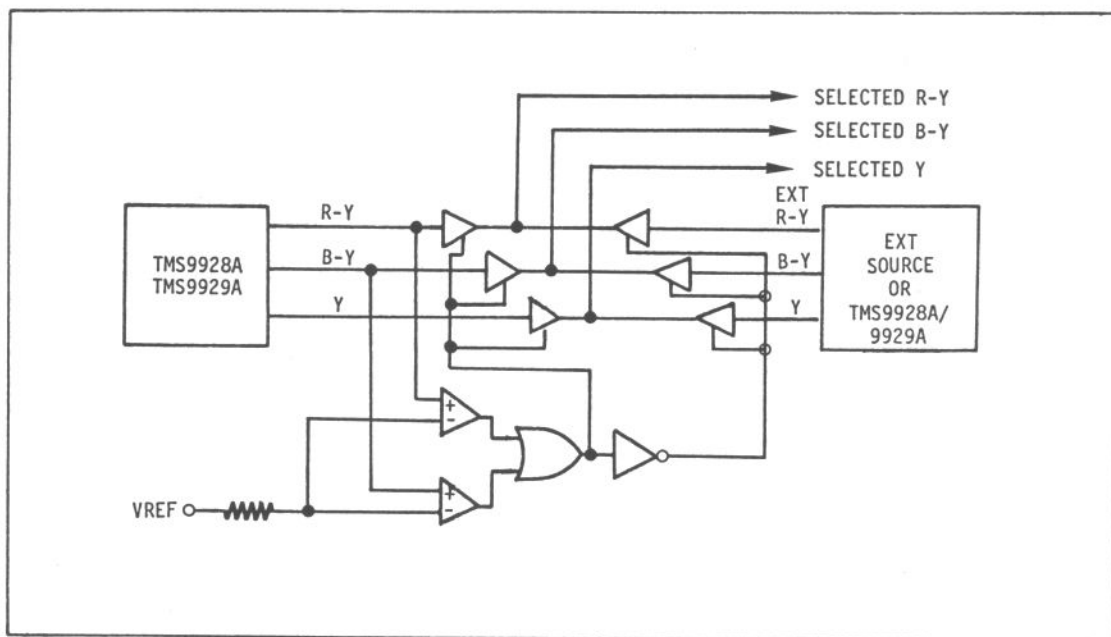 SELECTED R-Y
SELECTED B-Y
SELECTED Y
EXT
R-Y
R-Y
B-Y
B-Y
Y
Y
TMS9928A
TMS9929A
EXT
SOURCE
OR
TMS9928A/
9929A
+
-
+
-
VREF